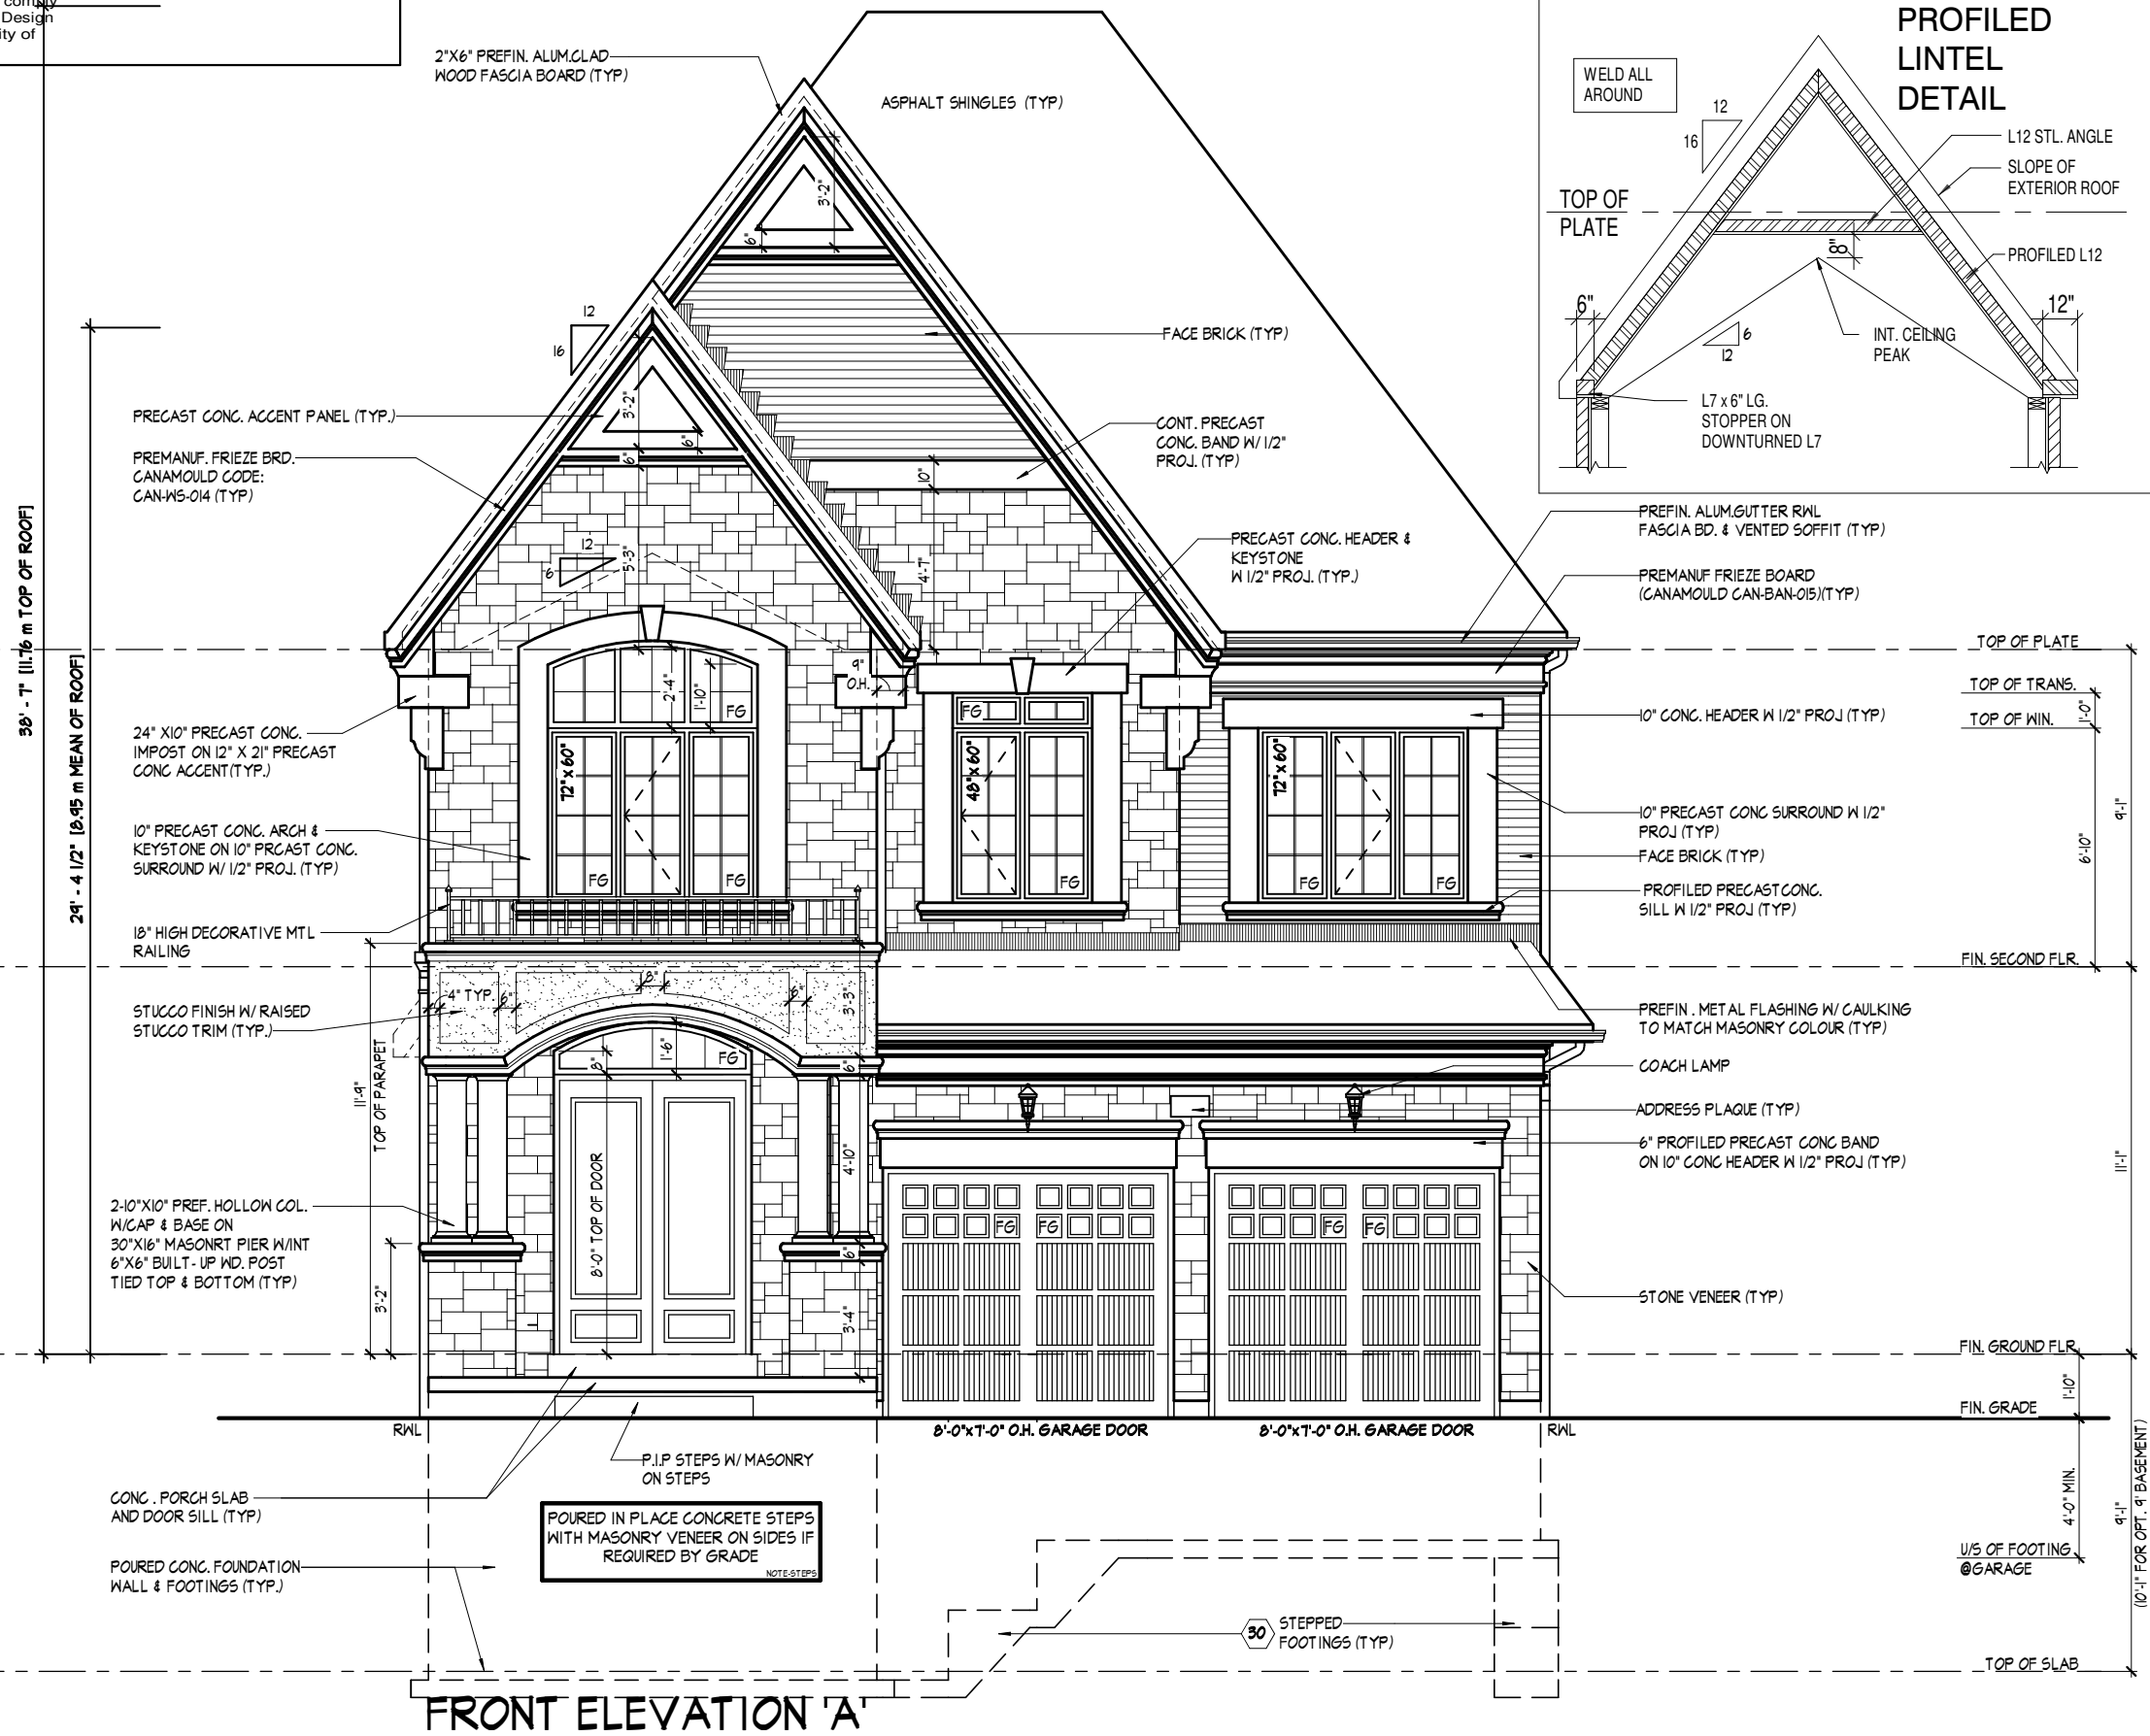 comply
Design
ity of
2"X6" PREFIN. ALUM.CLAD
WOOD FASCIA BOARD (TYP)
ASPHALT SHINGLES (TYP)
PROFILED
LINTEL
DETAIL
WELD ALL
AROUND
12
16
L12 STL. ANGLE
SLOPE OF
EXTERIOR ROOF
TOP OF
PLATE
8"
PROFILED L12
6"
12"
6
12
INT. CEILING
PEAK
L7 x 6" LG.
STOPPER ON
DOWNTURNED L7
3'-2"
6"
12
16
FACE BRICK (TYP)
3'-2"
6"
6"
PRECAST CONC. ACCENT PANEL (TYP.)
PREMANUF. FRIEZE BRD.
CANAMOULD CODE:
CAN-WS-014 (TYP)
CONT. PRECAST
CONC. BAND W/ 1/2"
PROJ. (TYP)
10"
38' - 7" [11.76 m TOP OF ROOF]
29' - 4 1/2" [8.95 m MEAN OF ROOF]
12
6
5'-3"
4'-7"
PRECAST CONC. HEADER &
KEYSTONE
W 1/2" PROJ. (TYP.)
PREFIN. ALUM.GUTTER RWL
FASCIA BD. & VENTED SOFFIT (TYP)
PREMANUF FRIEZE BOARD
(CANAMOULD CAN-BAN-015)(TYP)
TOP OF PLATE
TOP OF TRANS.
TOP OF WIN.
1'-0"
9'-1"
6'-10"
9"
O.H.
2'-4"
1'-10"
FG
FG
24" X10" PRECAST CONC.
IMPOST ON 12" X 21" PRECAST
CONC ACCENT(TYP.)
10" CONC. HEADER W 1/2" PROJ (TYP)
72"x60"
48"x60"
72"x60"
10" PRECAST CONC. ARCH &
KEYSTONE ON 10" PRCAST CONC.
SURROUND W/ 1/2" PROJ. (TYP)
10" PRECAST CONC SURROUND W 1/2"
PROJ (TYP)
FACE BRICK (TYP)
FG
FG
FG
FG
FG
PROFILED PRECAST CONC.
SILL W 1/2" PROJ (TYP)
18" HIGH DECORATIVE MTL
RAILING
FIN. SECOND FLR.
4" TYP.
6"
8"
6"
3'-3"
STUCCO FINISH W/ RAISED
STUCCO TRIM (TYP.)
PREFIN . METAL FLASHING W/ CAULKING
TO MATCH MASONRY COLOUR (TYP)
8"
1'-6"
FG
6"
COACH LAMP
11'-9"
TOP OF PARAPET
ADDRESS PLAQUE (TYP)
6" PROFILED PRECAST CONC BAND
ON 10" CONC HEADER W 1/2" PROJ (TYP)
11'-1"
4'-10"
8'-0" TOP OF DOOR
2-10"X10" PREF. HOLLOW COL.
W/CAP & BASE ON
30"X16" MASONRT PIER W/INT
6"X6" BUILT- UP WD. POST
TIED TOP & BOTTOM (TYP)
FG
FG
FG
FG
6"
3'-2"
3'-4"
STONE VENEER (TYP)
FIN. GROUND FLR.
1'-10"
FIN. GRADE
RWL
8'-0"x7'-0" O.H. GARAGE DOOR
8'-0"x7'-0" O.H. GARAGE DOOR
RWL
P.I.P STEPS W/ MASONRY
ON STEPS
CONC . PORCH SLAB
AND DOOR SILL (TYP)
POURED IN PLACE CONCRETE STEPS
WITH MASONRY VENEER ON SIDES IF
REQUIRED BY GRADE
NOTE-STEPS
4'-0" MIN.
9'-1"
(10'-1" FOR OPT. 9' BASEMENT)
U/S OF FOOTING
@GARAGE
POURED CONC. FOUNDATION
WALL & FOOTINGS (TYP.)
30
STEPPED
FOOTINGS (TYP)
TOP OF SLAB
FRONT ELEVATION 'A'